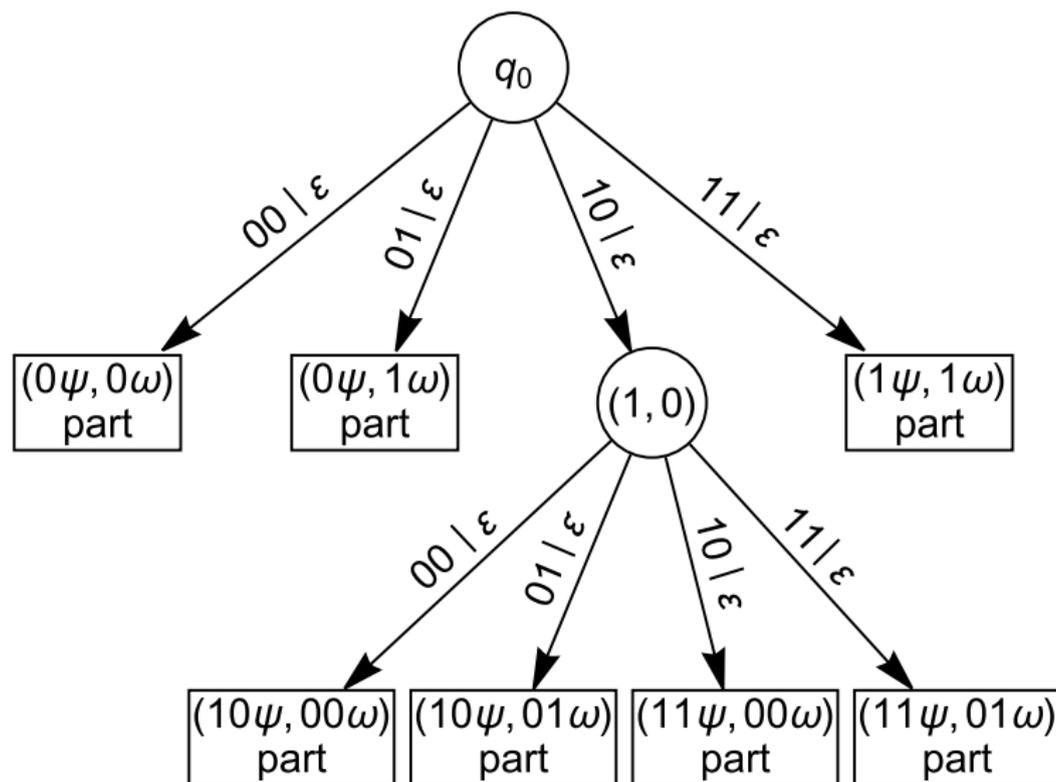 q₀
00 | ε
01 | ε
10 | ε
11 | ε
(0ψ, 0ω)
part
(0ψ, 1ω)
part
(1, 0)
(1ψ, 1ω)
part
00 | ε
01 | ε
10 | ε
11 | ε
(10ψ, 00ω)
part
(10ψ, 01ω)
part
(11ψ, 00ω)
part
(11ψ, 01ω)
part